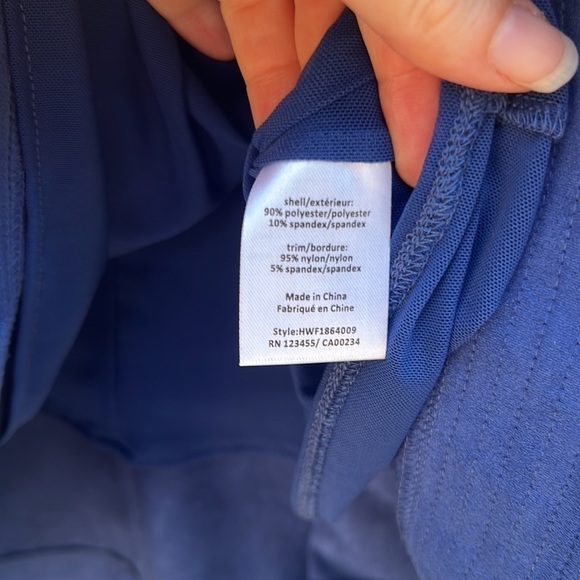 shell/extérieur:
90% polyester/polyester
10% spandex/spandex
trim/bordure:
95% nylon/nylon
5% spandex/spandex
Made in China
Fabriqué en Chine
Style:HWF1864009
RN 123455/ CA00234